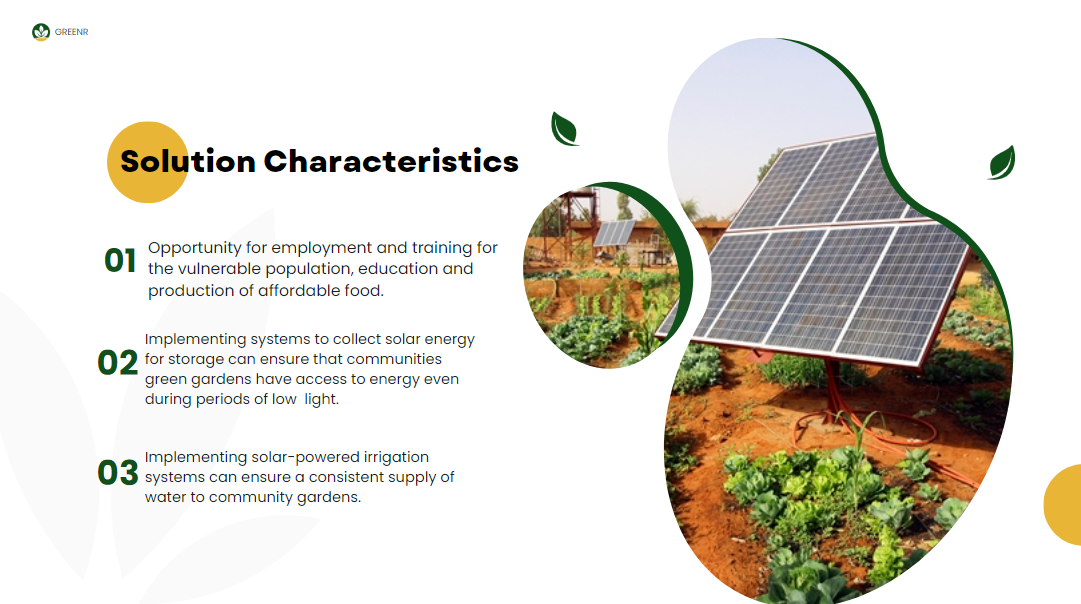 GREENR
Solution Characteristics
01
Opportunity for employment and training for
the vulnerable population, education and
production of affordable food.
02
Implementing systems to collect solar energy
for storage can ensure that communities
green gardens have access to energy even
during periods of low  light.
03
Implementing solar-powered irrigation
systems can ensure a consistent supply of
water to community gardens.